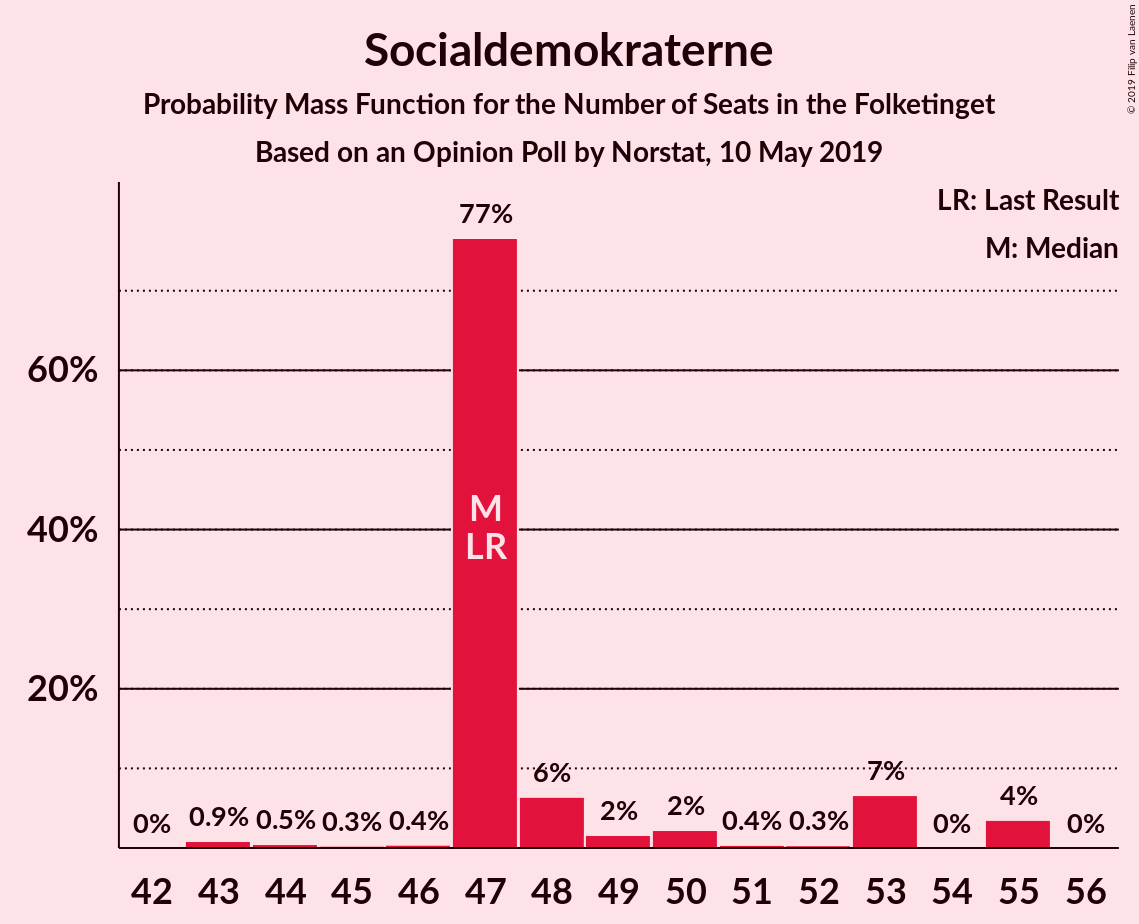 Socialdemokraterne
Probability Mass Function for the Number of Seats in the Folketinget
Based on an Opinion Poll by Norstat, 10 May 2019
© 2019 Filip van Laenen
LR: Last Result
M: Median
60%
40%
20%
0%
0.9%
0.5%
0.3%
0.4%
77%
6%
2%
2%
0.4%
0.3%
7%
0%
4%
0%
M
LR
42 43 44 45 46 47 48 49 50 51 52 53 54 55 56